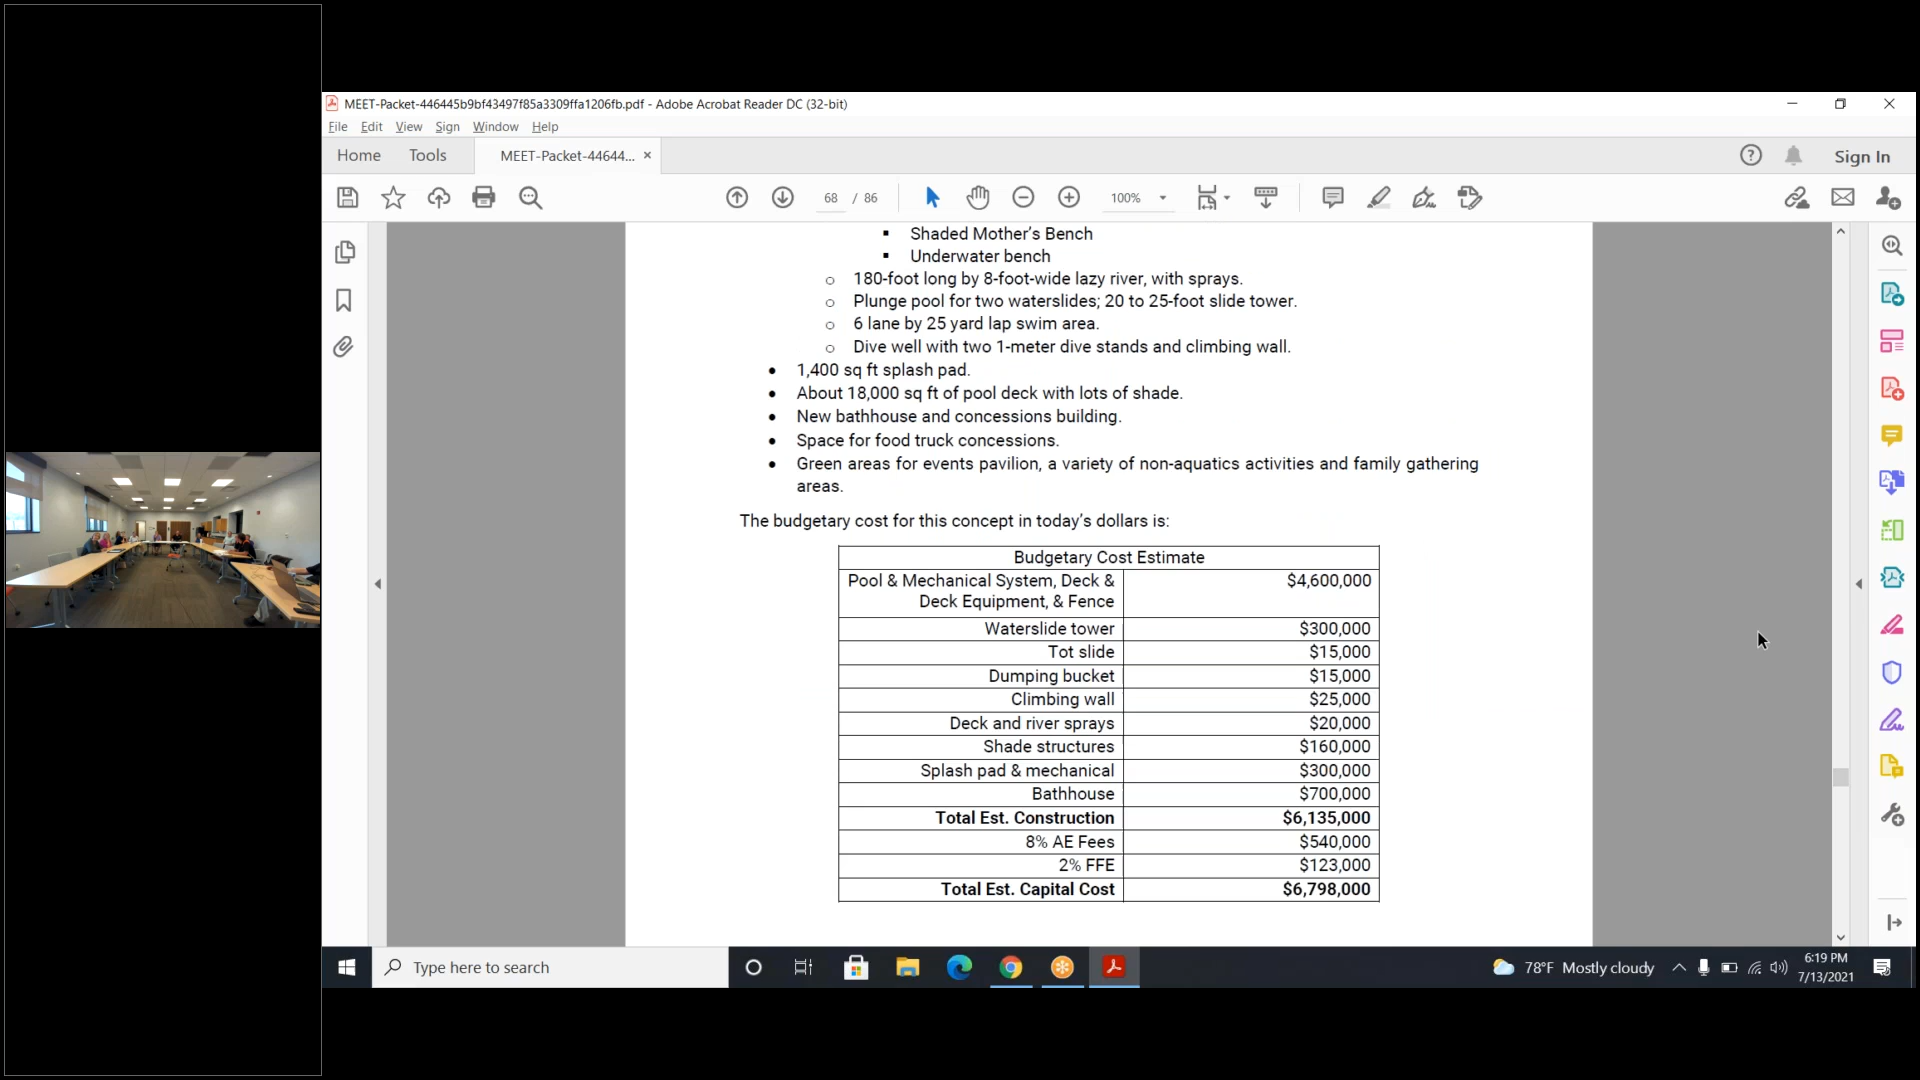 MEET-Packet-446445b9bf43497f85a3309ffa1206fb.pdf - Adobe Acrobat Reader DC (32-bit)
File Edit View Sign Window Help
Home Tools MEET-Packet-44644... × Sign In
68 / 86 100%
▪ Shaded Mother's Bench
▪ Underwater bench
o 180-foot long by 8-foot-wide lazy river, with sprays.
o Plunge pool for two waterslides; 20 to 25-foot slide tower.
o 6 lane by 25 yard lap swim area.
o Dive well with two 1-meter dive stands and climbing wall.
• 1,400 sq ft splash pad.
• About 18,000 sq ft of pool deck with lots of shade.
• New bathhouse and concessions building.
• Space for food truck concessions.
• Green areas for events pavilion, a variety of non-aquatics activities and family gathering
areas.
The budgetary cost for this concept in today's dollars is:
Budgetary Cost Estimate
Pool & Mechanical System, Deck & $4,600,000
Deck Equipment, & Fence
Waterslide tower $300,000
Tot slide $15,000
Dumping bucket $15,000
Climbing wall $25,000
Deck and river sprays $20,000
Shade structures $160,000
Splash pad & mechanical $300,000
Bathhouse $700,000
Total Est. Construction $6,135,000
8% AE Fees $540,000
2% FFE $123,000
Total Est. Capital Cost $6,798,000
Type here to search
78°F Mostly cloudy
6:19 PM
7/13/2021